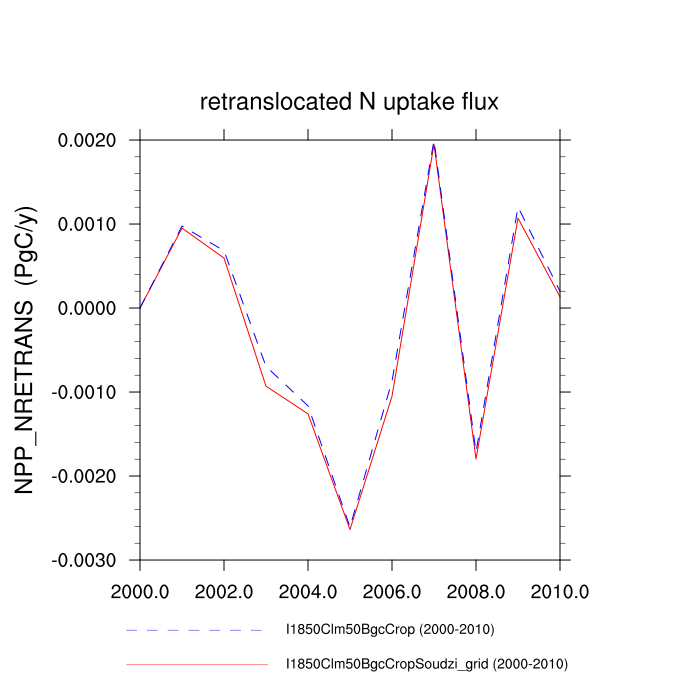 retranslocated N uptake flux
NPP_NRETRANS (PgC/y)
0.0020
0.0010
0.0000
-0.0010
-0.0020
-0.0030
2000.0 2002.0 2004.0 2006.0 2008.0 2010.0
I1850Clm50BgcCrop (2000-2010)
I1850Clm50BgcCropSoudzi_grid (2000-2010)